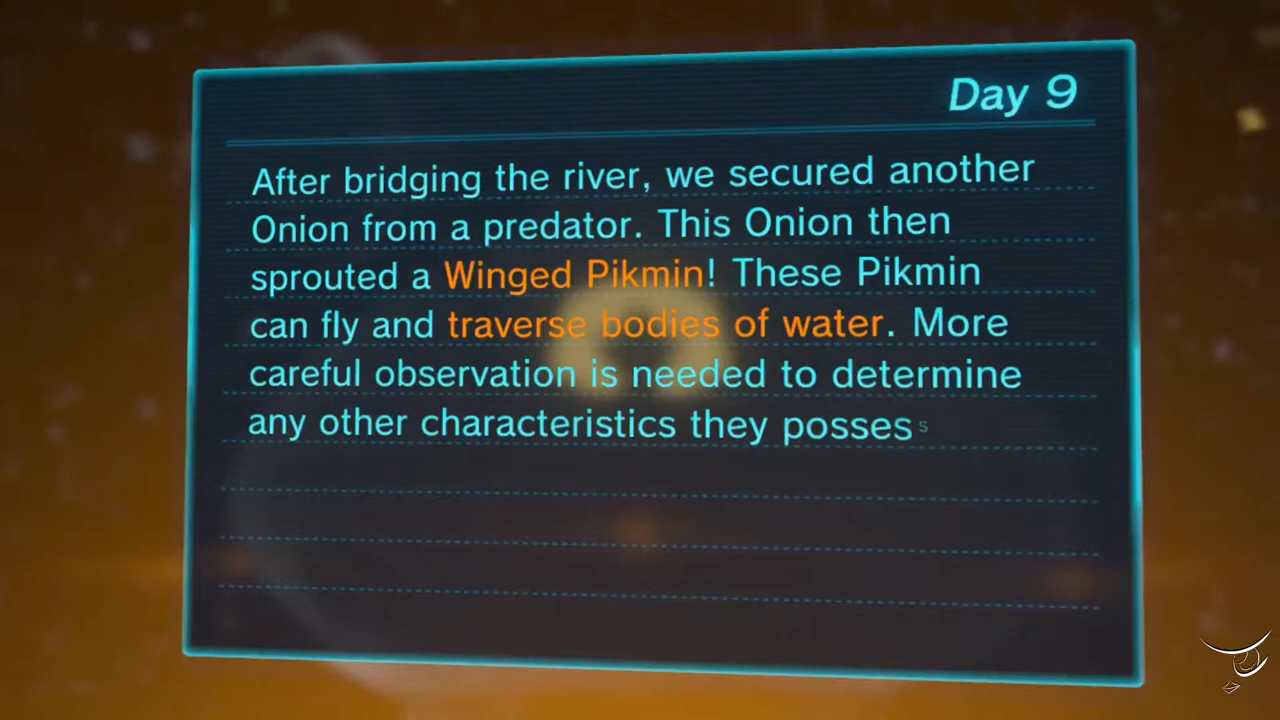 Day 9
After bridging the river, we secured another
Onion from a predator. This Onion then
sprouted a Winged Pikmin! These Pikmin
can fly and traverse bodies of water. More
careful observation is needed to determine
any other characteristics they possess